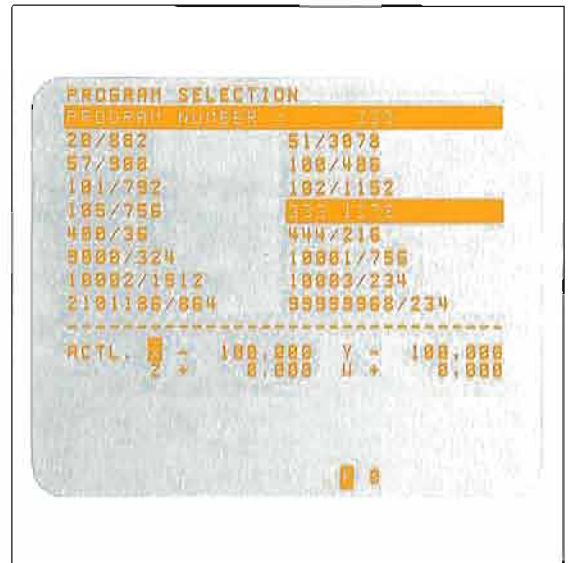 PROGRAM SELECTION
PROGRAM NUMBER =
20/862 51/3078
57/900 100/486
101/792 102/1152
105/756
400/36 444/216
9000/324 10001/756
10002/1512 10003/234
2101186/864 99999968/234
ACTL. X - 100,000 Y - 100,000
Z + 0,000 + 0,000
0